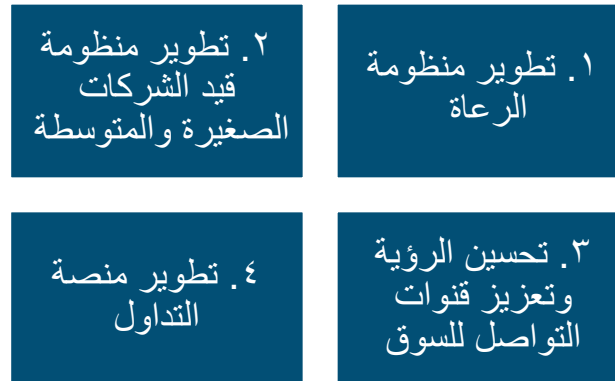 ١. تطوير منظومة
الرعاة
٢. تطوير منظومة
قيد الشركات
الصغيرة والمتوسطة
٣. تحسين الرؤية
وتعزيز قنوات
التواصل للسوق
٤. تطوير منصة
التداول